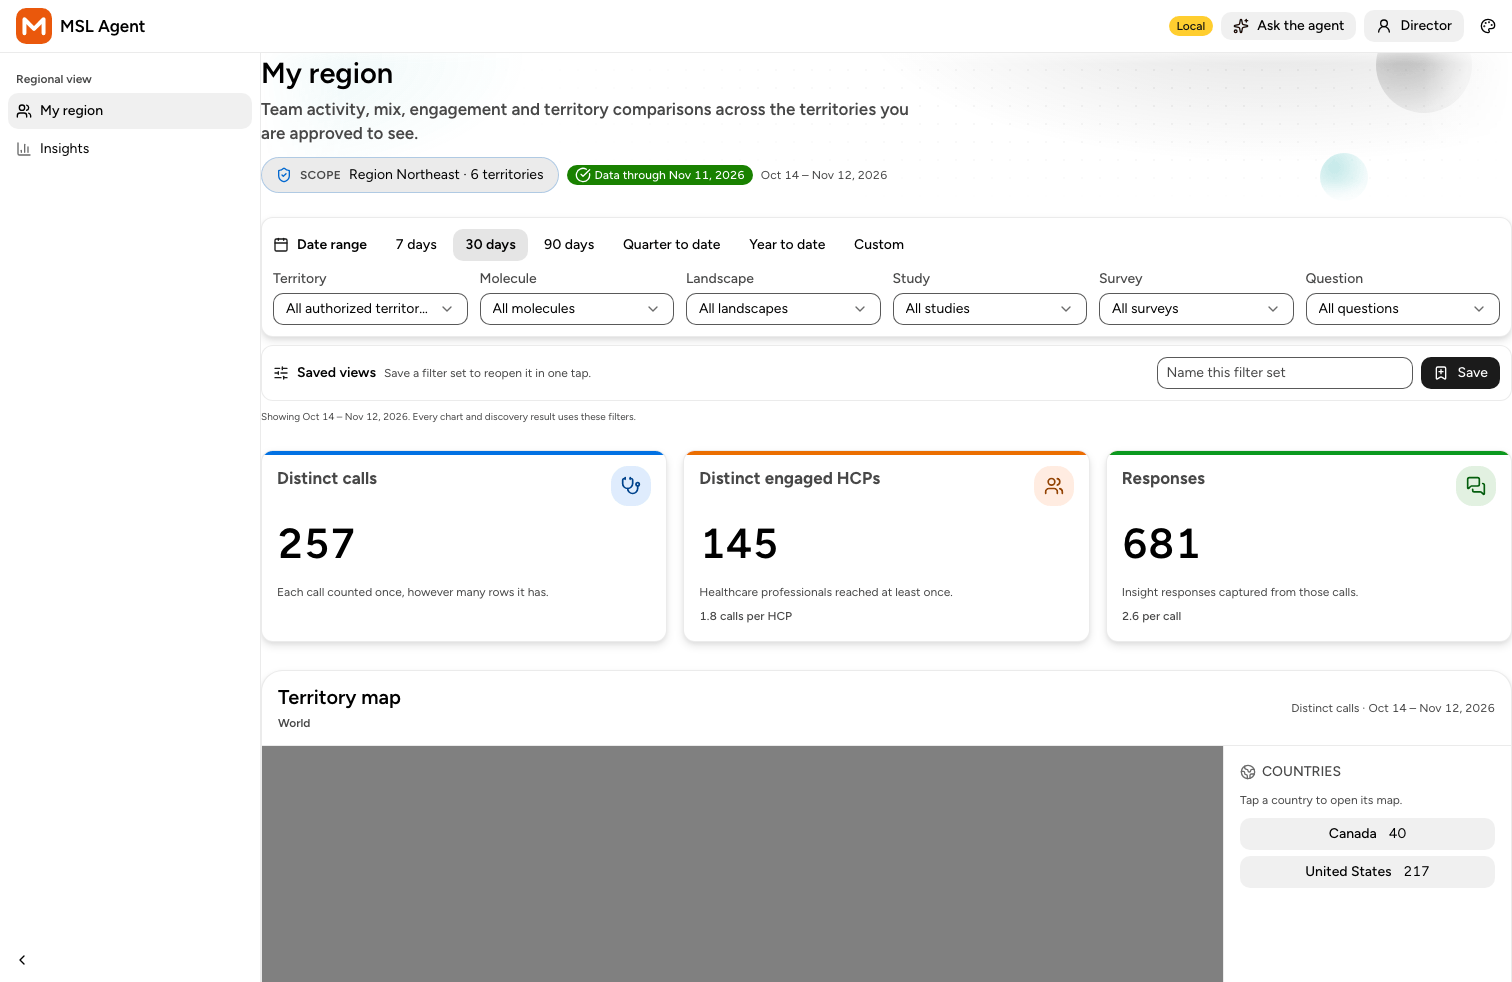 MSL Agent
Local
Ask the agent
Director
Regional view
My region
Insights
My region
Team activity, mix, engagement and territory comparisons across the territories you
are approved to see.
SCOPE Region Northeast · 6 territories
Data through Nov 11, 2026
Oct 14 – Nov 12, 2026
Date range
7 days
30 days
90 days
Quarter to date
Year to date
Custom
Territory
Molecule
Landscape
Study
Survey
Question
All authorized territor...
All molecules
All landscapes
All studies
All surveys
All questions
Saved views
Save a filter set to reopen it in one tap.
Name this filter set
Save
Showing Oct 14 – Nov 12, 2026. Every chart and discovery result uses these filters.
Distinct calls
257
Each call counted once, however many rows it has.
Distinct engaged HCPs
145
Healthcare professionals reached at least once.
1.8 calls per HCP
Responses
681
Insight responses captured from those calls.
2.6 per call
Territory map
World
Distinct calls · Oct 14 – Nov 12, 2026
COUNTRIES
Tap a country to open its map.
Canada 40
United States 217